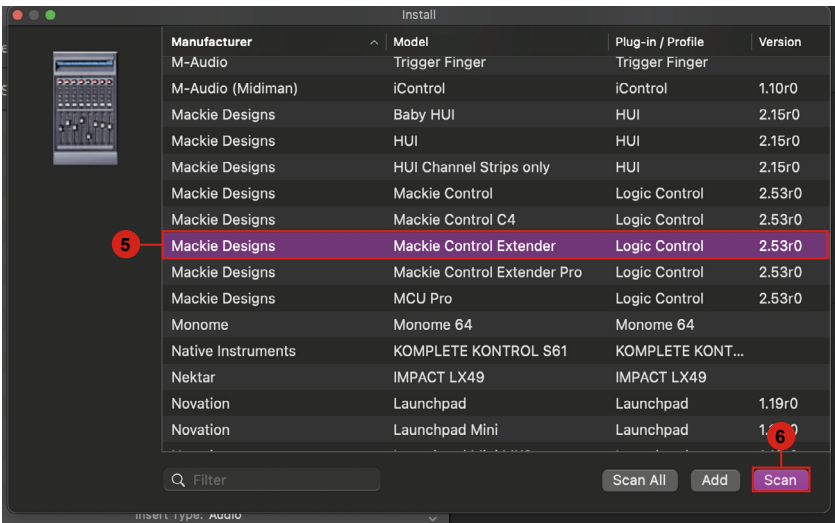 Install
Manufacturer Model Plug-in / Profile Version
M-Audio Trigger Finger Trigger Finger
M-Audio (Midiman) iControl iControl 1.10r0
Mackie Designs Baby HUI HUI 2.15r0
Mackie Designs HUI HUI 2.15r0
Mackie Designs HUI Channel Strips only HUI 2.15r0
Mackie Designs Mackie Control Logic Control 2.53r0
Mackie Designs Mackie Control C4 Logic Control 2.53r0
5 Mackie Designs Mackie Control Extender Logic Control 2.53r0
Mackie Designs Mackie Control Extender Pro Logic Control 2.53r0
Mackie Designs MCU Pro Logic Control 2.53r0
Monome Monome 64 Monome 64
Native Instruments KOMPLETE KONTROL S61 KOMPLETE KONT...
Nektar IMPACT LX49 IMPACT LX49
Novation Launchpad Launchpad 1.19r0
Novation Launchpad Mini Launchpad
6
Filter Scan All Add Scan
Insert Type: Audio